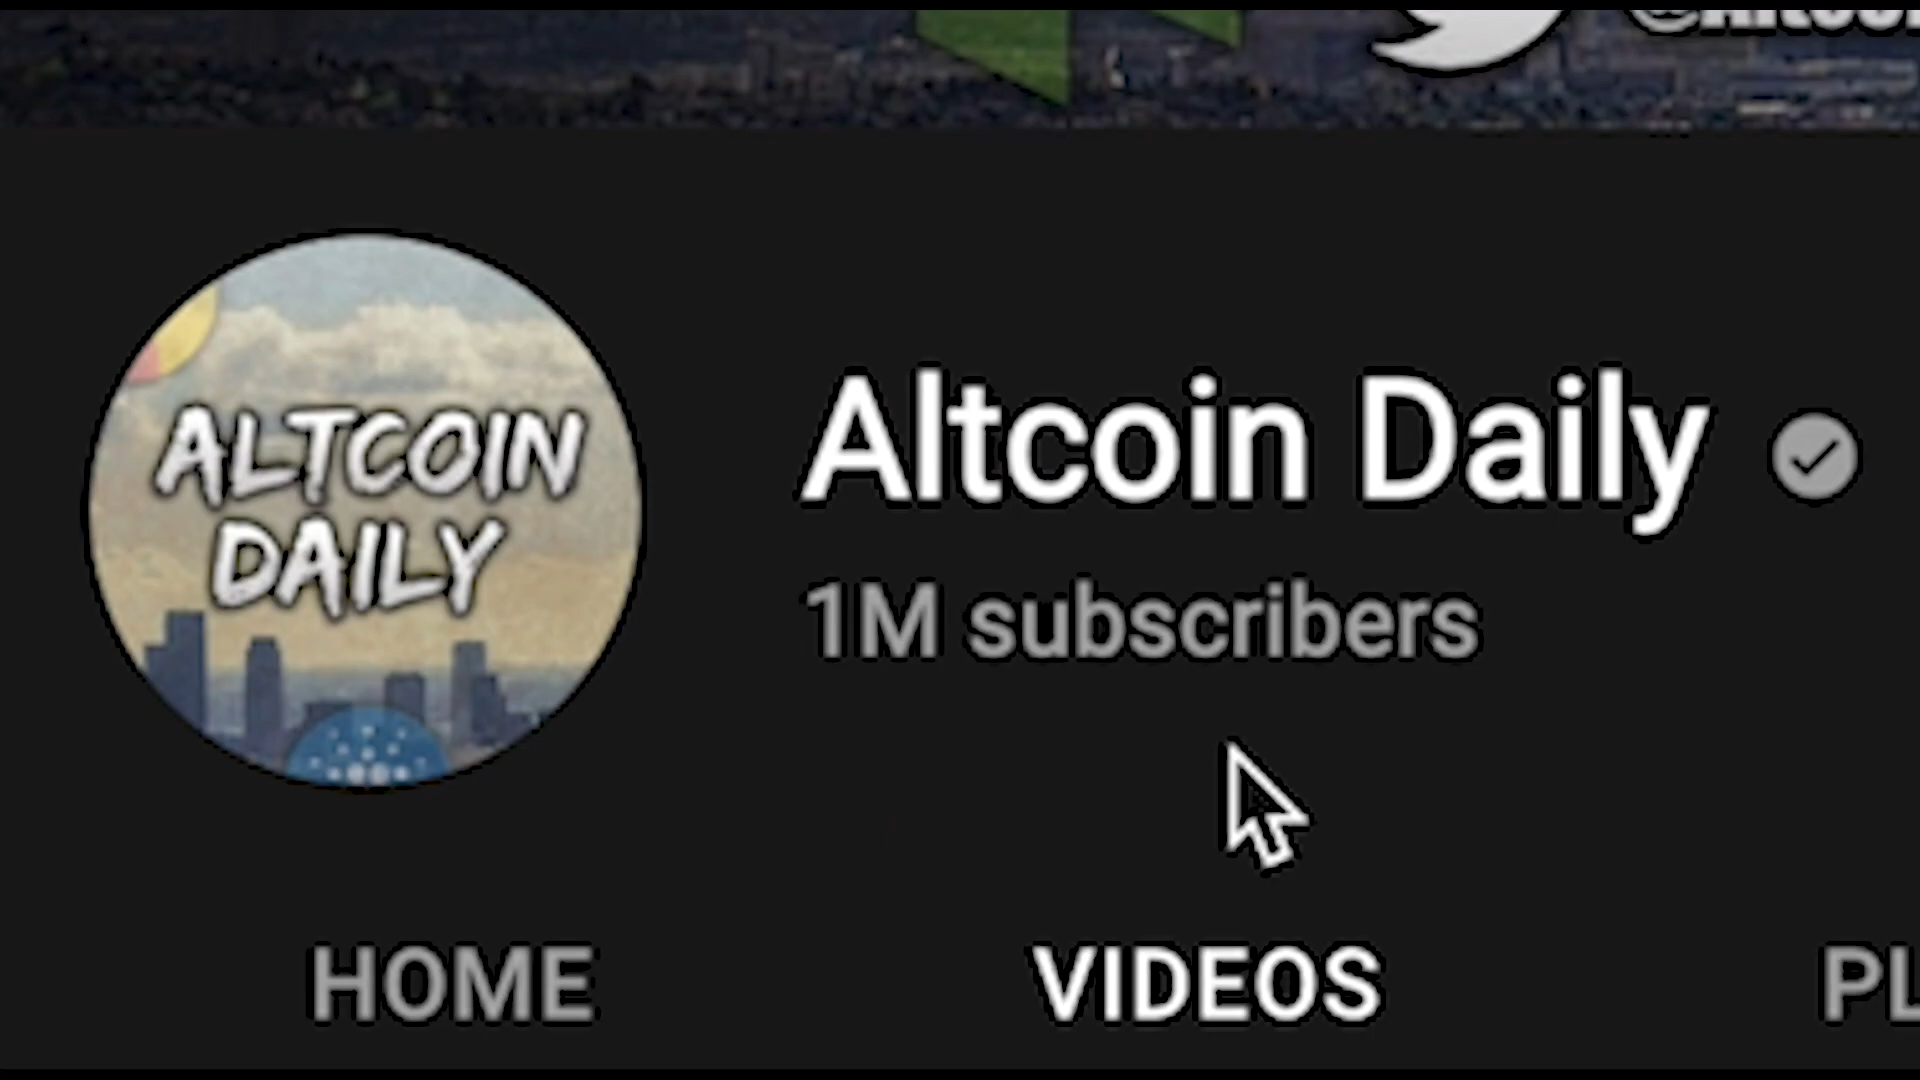 ALTCOIN
DAILY
Altcoin Daily
1M subscribers
HOME
VIDEOS